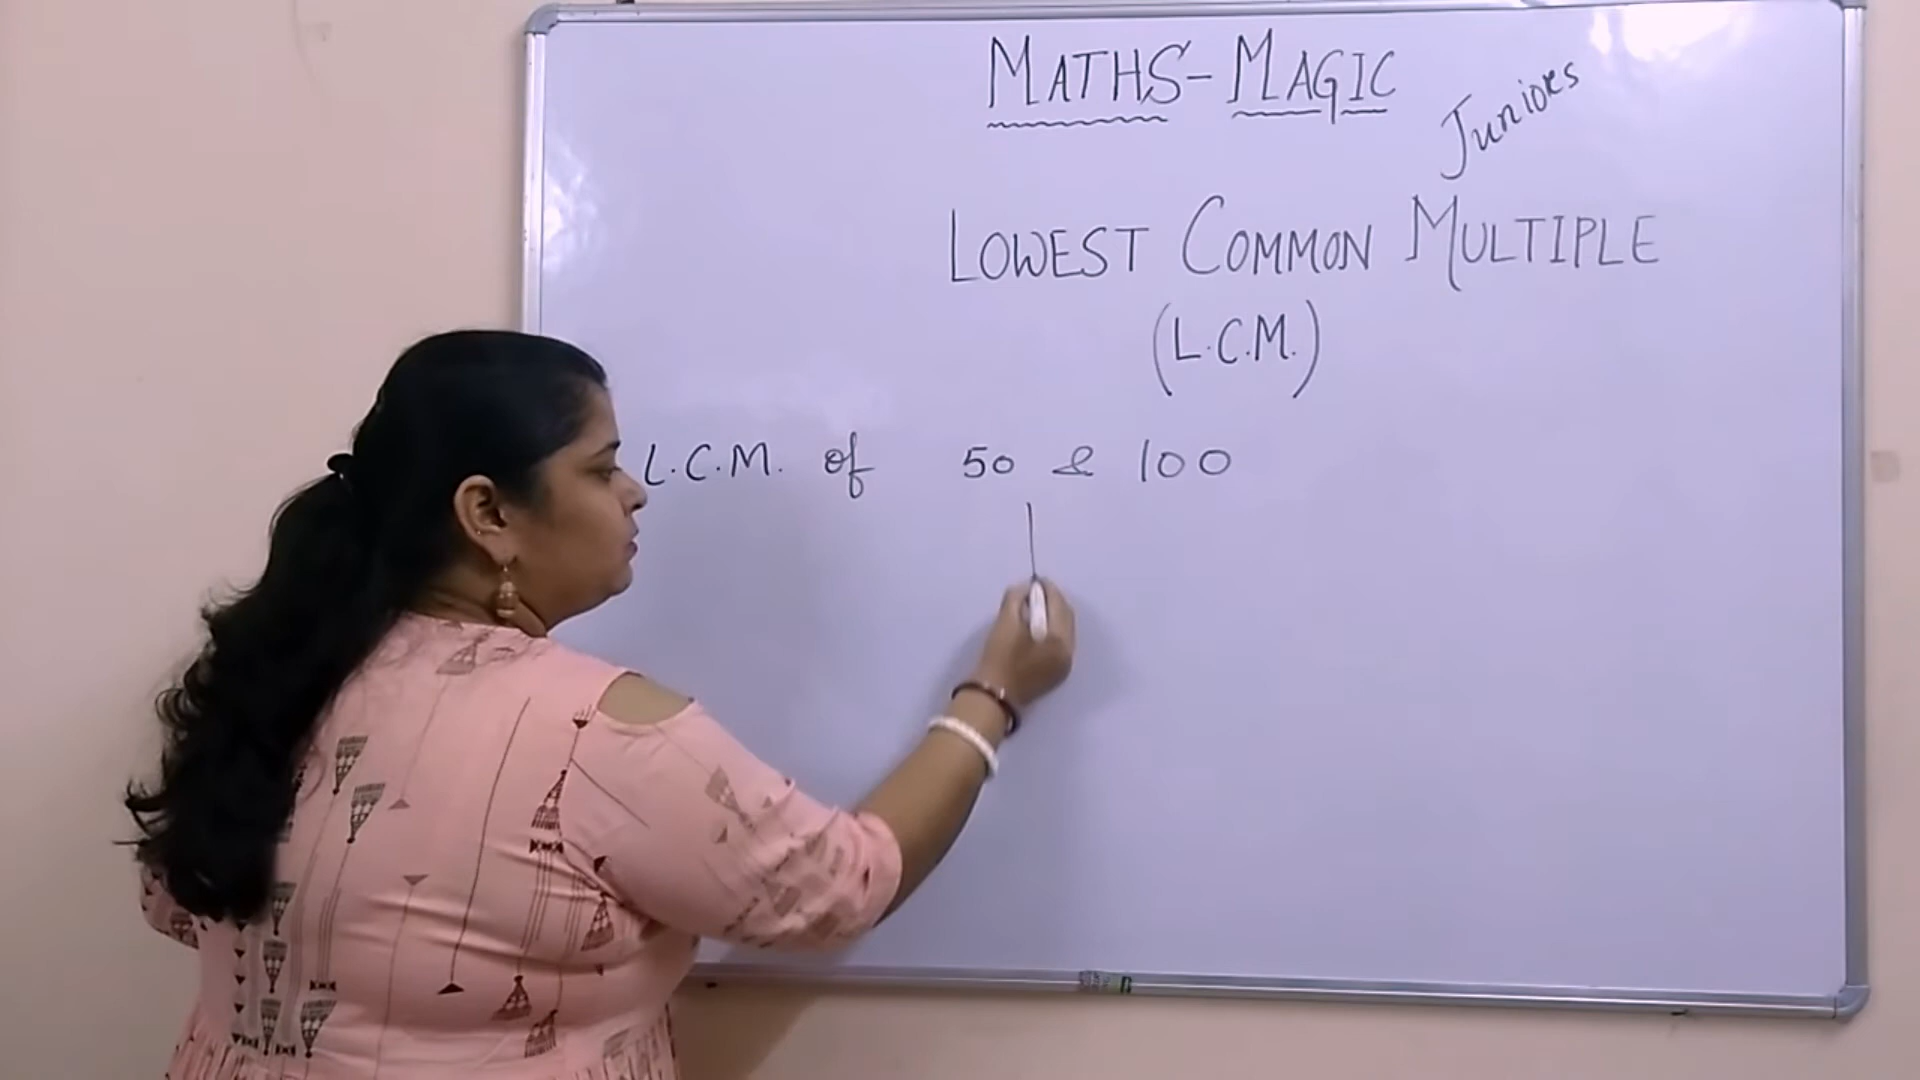 MATHS-MAGIC
Juniors
LOWEST COMMON MULTIPLE
(L.C.M.)
L.C.M. of 50 & 100